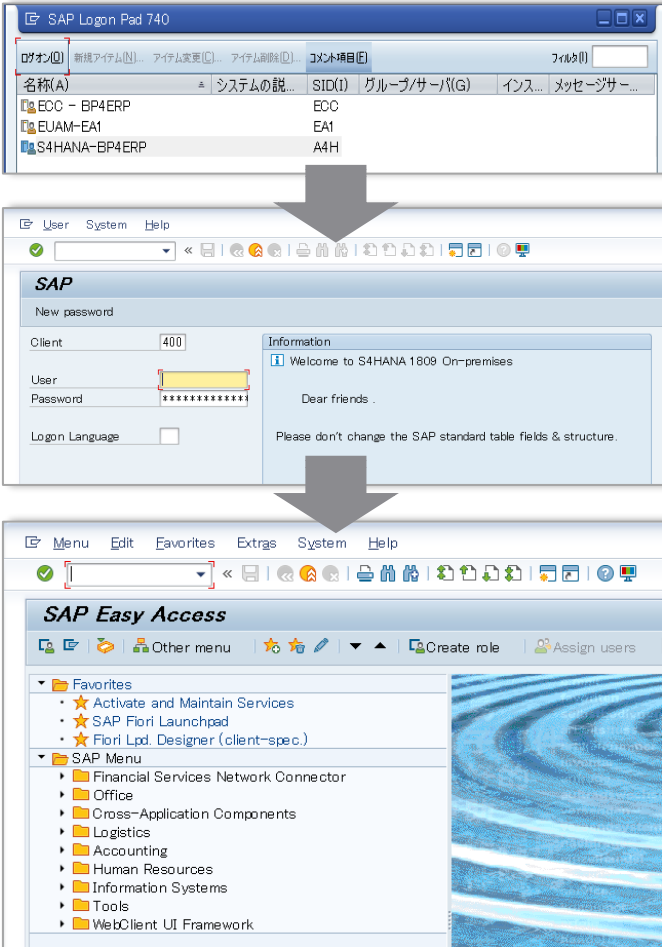 SAP Logon Pad 740
ログオン(O) 新規アイテム(N)... アイテム変更(C)... アイテム削除(D)... コメント項目(E) フィルタ(I)
名称(A) システムの説... SID(I) グループ/サーバ(G) インス... メッセージサー...
ECC - BP4ERP ECC
EUAM-EA1 EA1
S4HANA-BP4ERP A4H
User System Help
SAP
New password
Client 400 Information
Welcome to S4HANA 1809 On-premises
User
Password ************* Dear friends .
Logon Language Please don't change the SAP standard table fields & structure.
Menu Edit Favorites Extras System Help
SAP Easy Access
Other menu Create role Assign users
Favorites
Activate and Maintain Services
SAP Fiori Launchpad
Fiori Lpd. Designer (client-spec.)
SAP Menu
Financial Services Network Connector
Office
Cross-Application Components
Logistics
Accounting
Human Resources
Information Systems
Tools
WebClient UI Framework